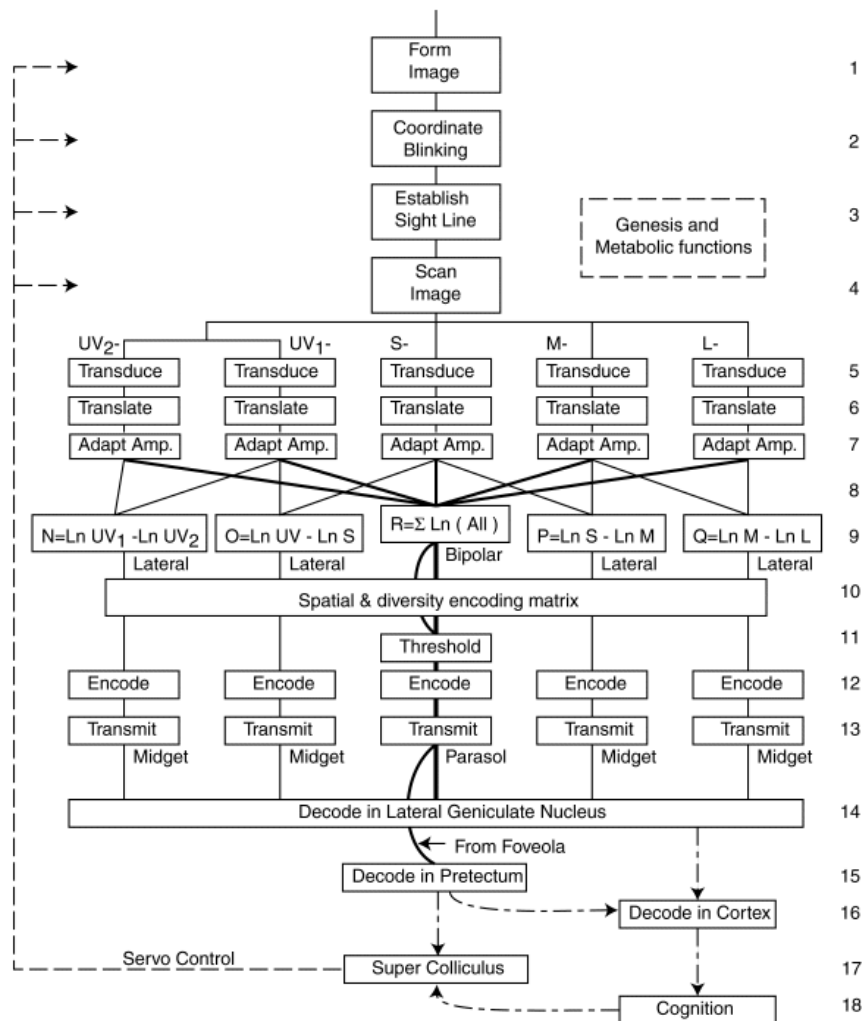 Form
Image
1
Coordinate
Blinking
2
Establish
Sight Line
3
Genesis and
Metabolic functions
Scan
Image
4
UV2- UV1- S- M- L-
Transduce Transduce Transduce Transduce Transduce 5
Translate Translate Translate Translate Translate 6
Adapt Amp. Adapt Amp. Adapt Amp. Adapt Amp. Adapt Amp. 7
8
N=Ln UV1 -Ln UV2 O=Ln UV - Ln S R=Σ Ln ( All ) P=Ln S - Ln M Q=Ln M - Ln L 9
Lateral Lateral Bipolar Lateral Lateral
Spatial & diversity encoding matrix 10
Threshold 11
Encode Encode Encode Encode Encode 12
Transmit Transmit Transmit Transmit Transmit 13
Midget Midget Parasol Midget Midget
Decode in Lateral Geniculate Nucleus 14
From Foveola
Decode in Pretectum 15
Decode in Cortex 16
Servo Control
Super Colliculus 17
Cognition 18